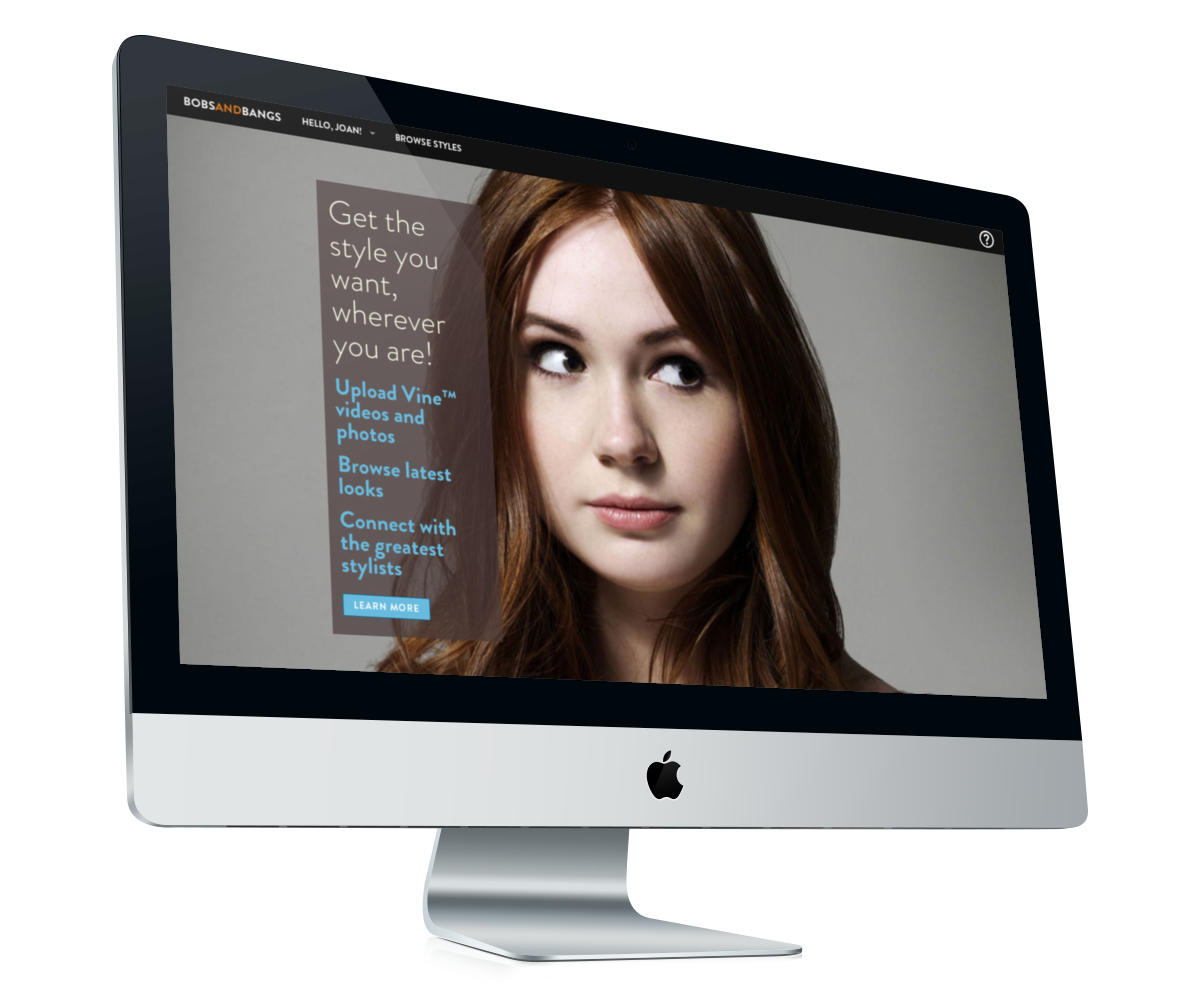 BOBSANDBANGS HELLO, JOAN! BROWSE STYLES
?
Get the
style you
want,
wherever
you are!
Upload Vine™
videos and
photos
Browse latest
looks
Connect with
the greatest
stylists
LEARN MORE